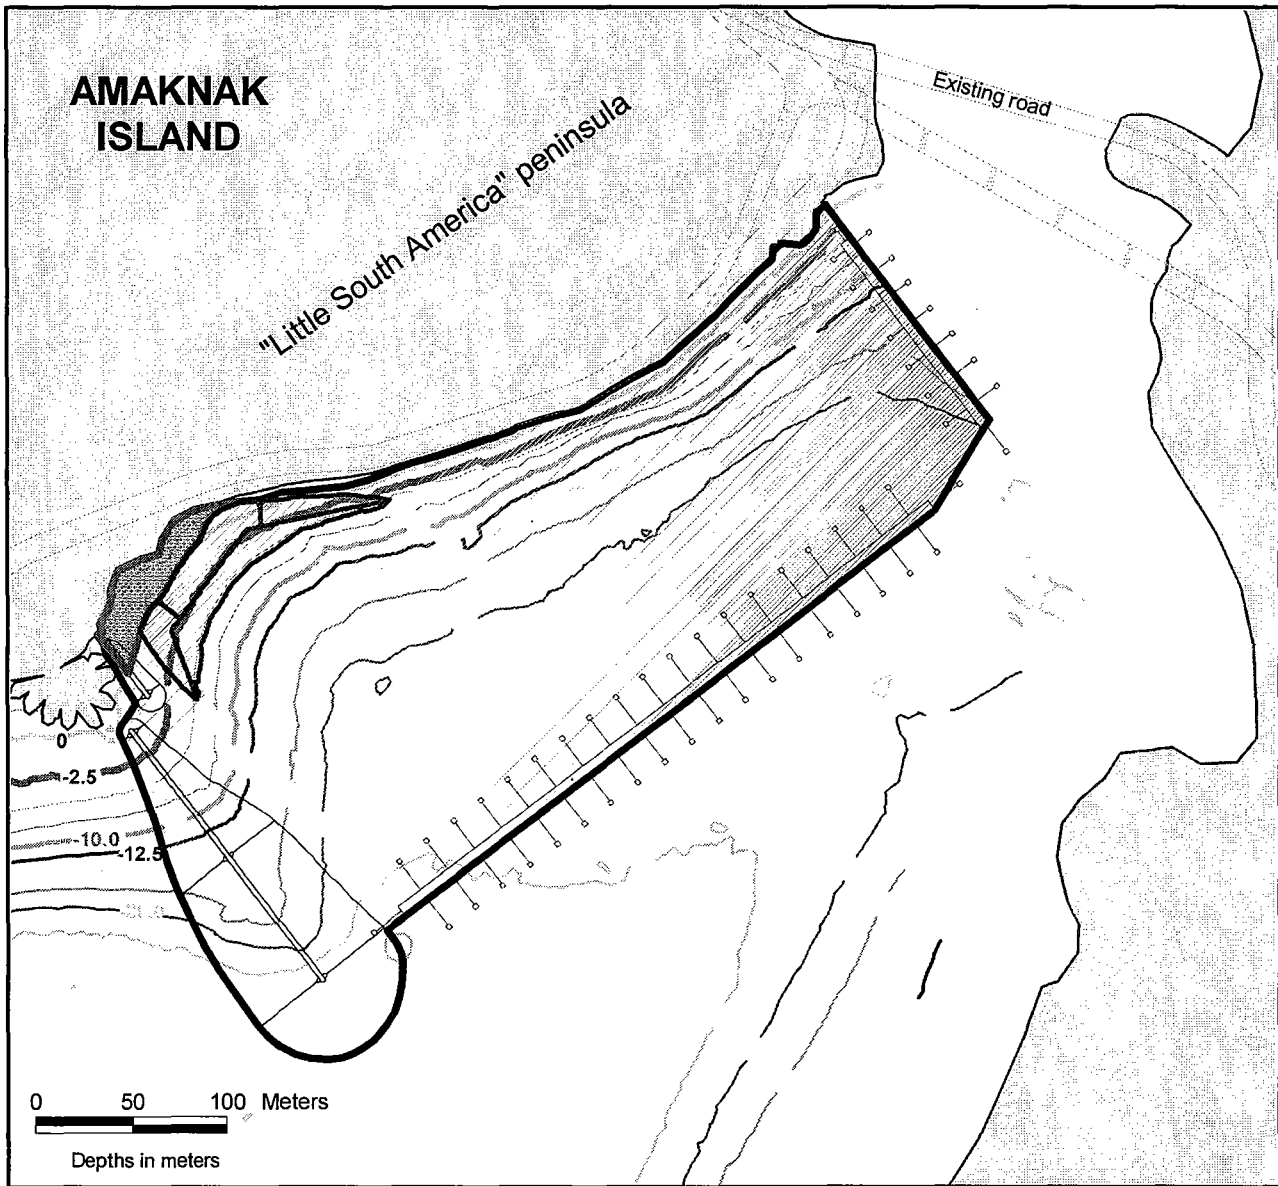 AMAKNAK
ISLAND
"Little South America" peninsula
Existing road
0
-2.5
-10.0
-12.5
0 50 100 Meters
Depths in meters